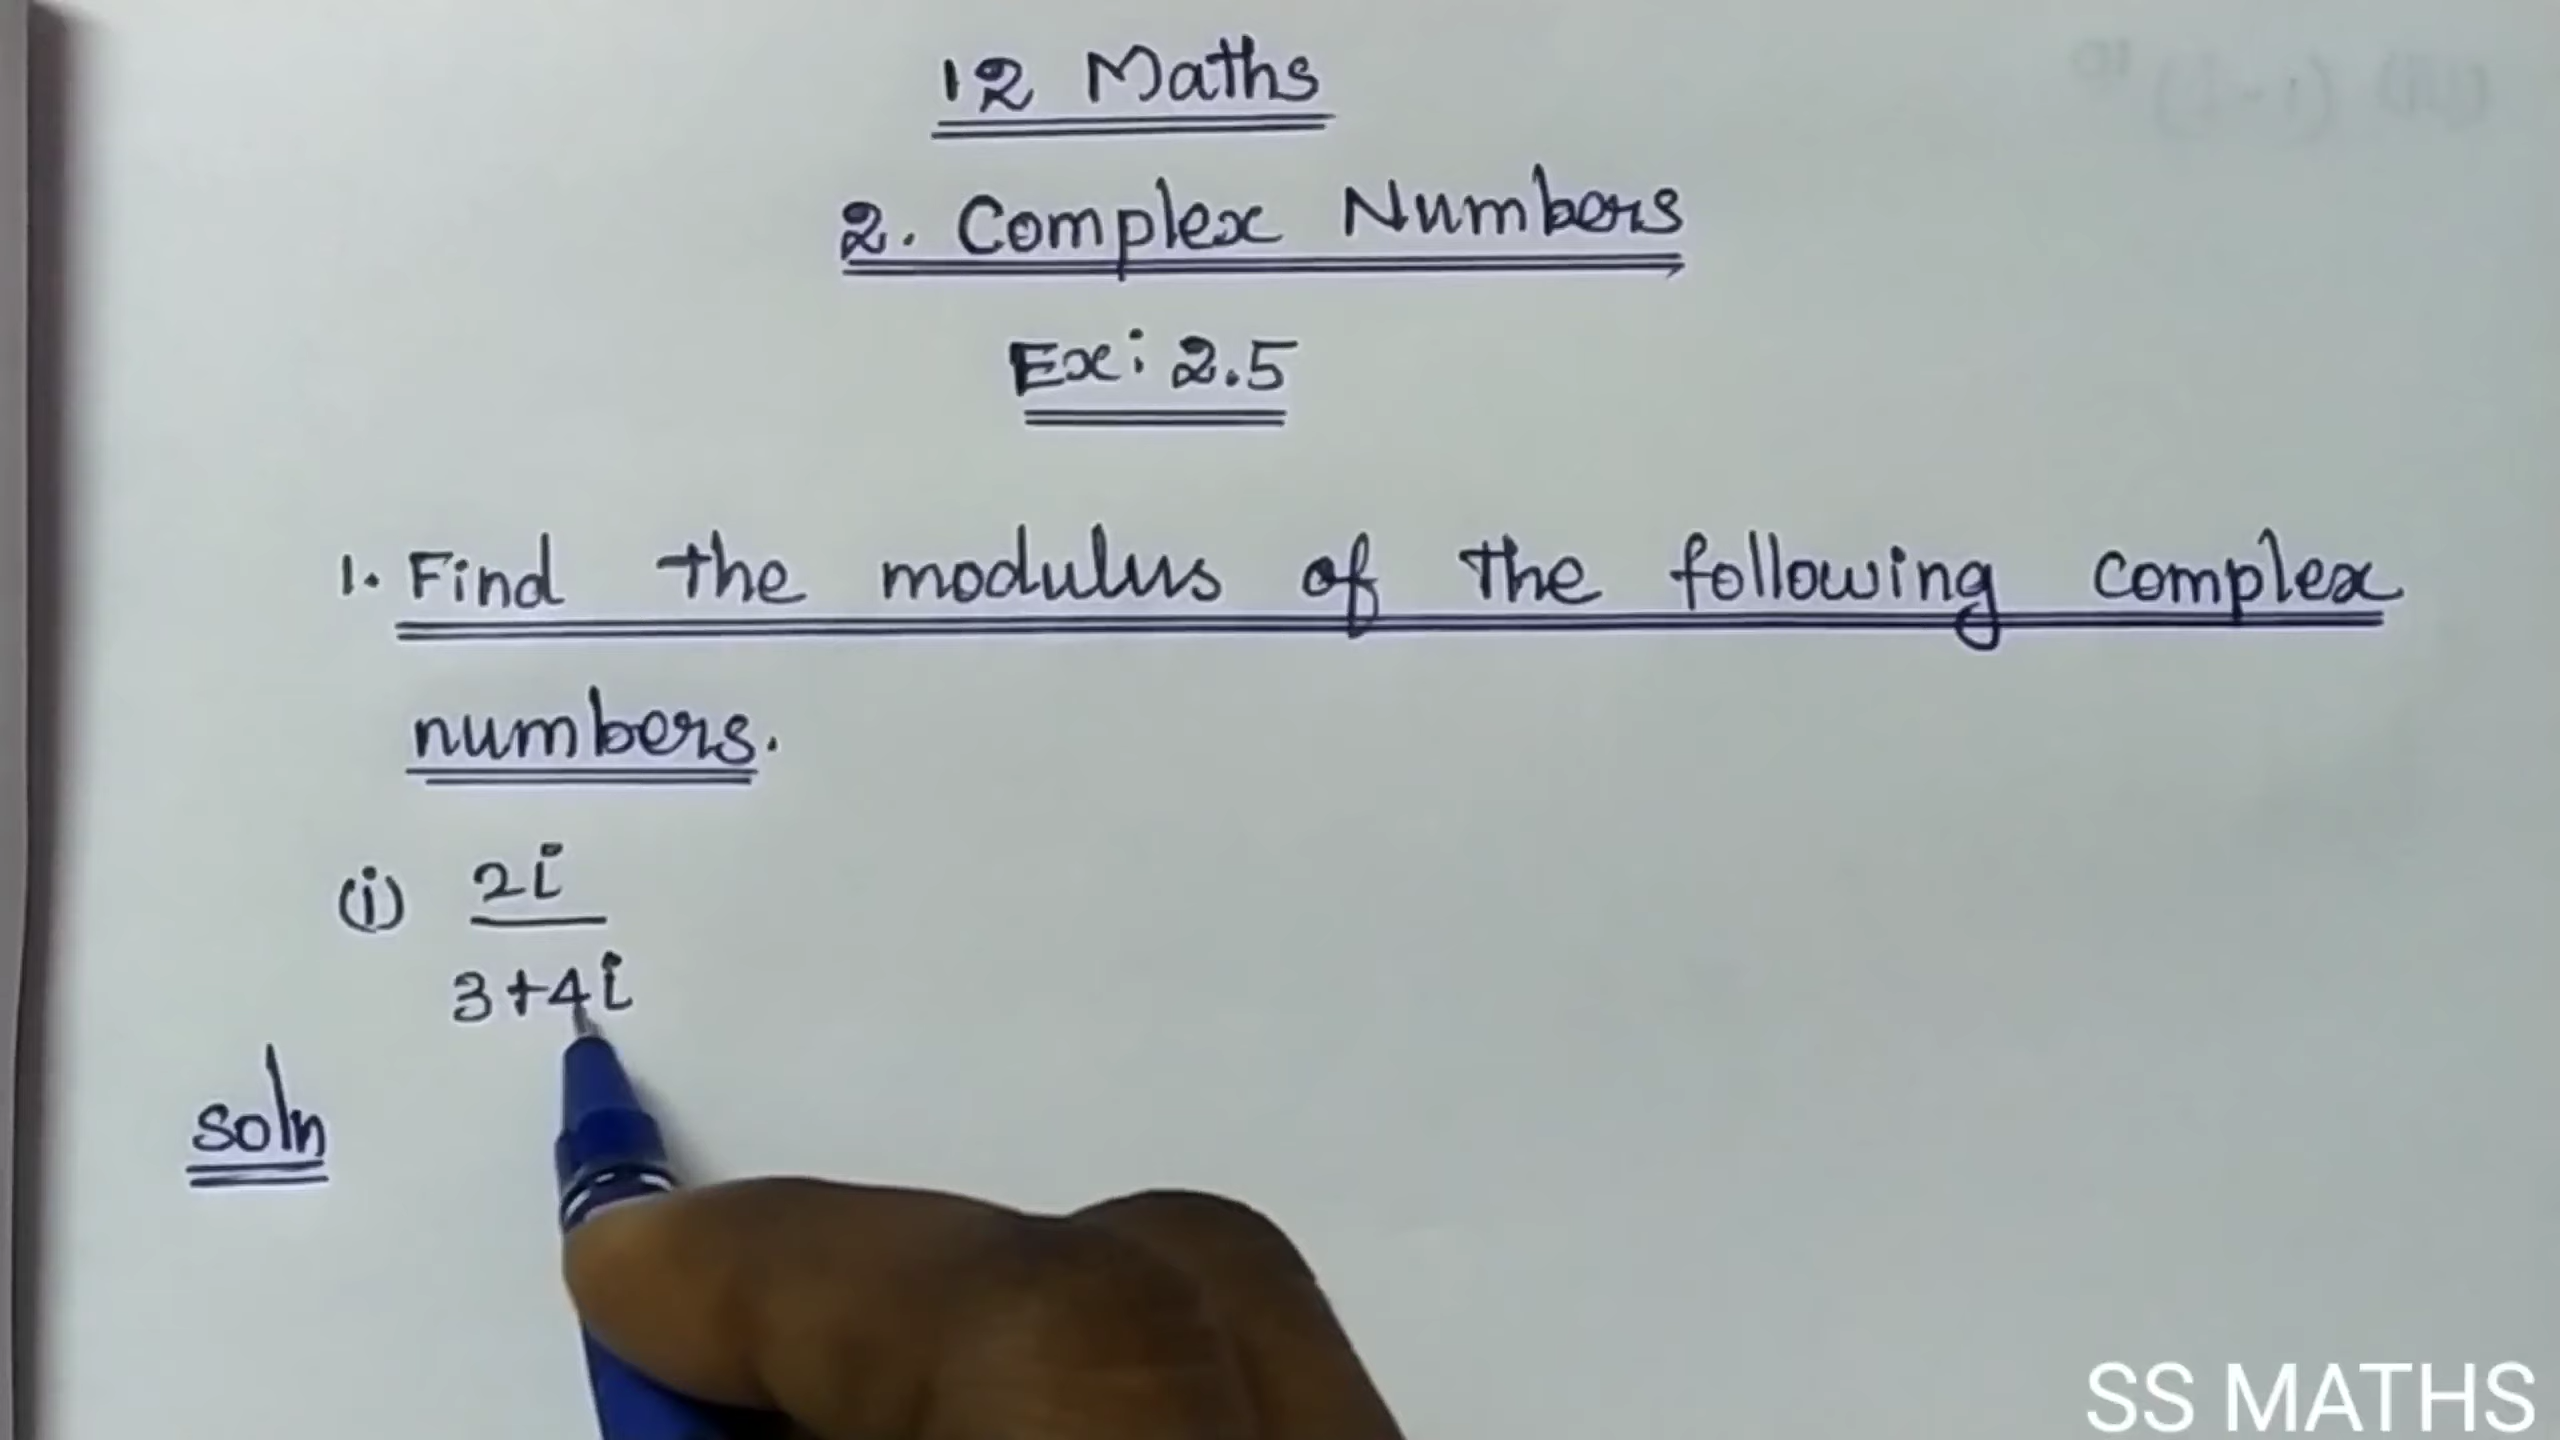 12 Maths
2. Complex Numbers
Ex: 2.5
1. Find the modulus of the following complex
numbers.
(i) 2i
3+4i
soln
SS MATHS